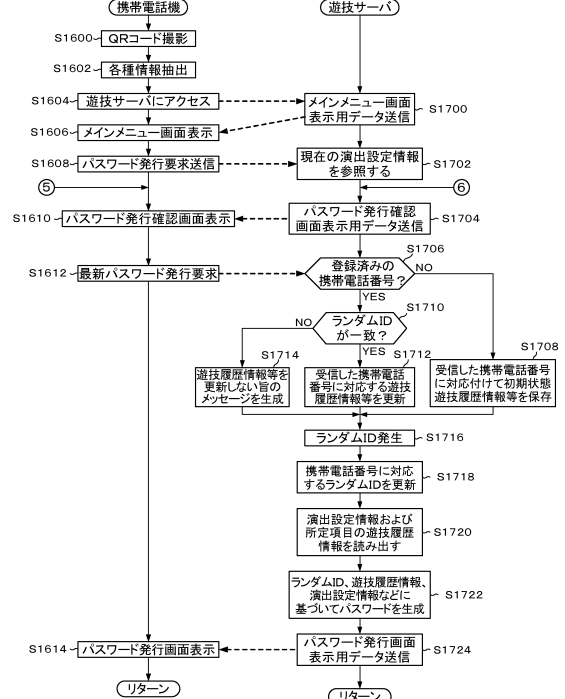 携帯電話機
遊技サーバ
S1600
QRコード撮影
S1602
各種情報抽出
S1604
遊技サーバにアクセス
メインメニュー画面
表示用データ送信
S1700
S1606
メインメニュー画面表示
S1608
パスワード発行要求送信
現在の演出設定情報
を参照する
S1702
⑤
⑥
S1610
パスワード発行確認画面表示
パスワード発行確認
画面表示用データ送信
S1704
S1706
S1612
最新パスワード発行要求
登録済みの
携帯電話番号?
NO
YES
S1710
NO
ランダムID
が一致?
YES
S1714
S1712
S1708
遊技履歴情報等を
更新しない旨の
メッセージを生成
受信した携帯電話
番号に対応する遊技
履歴情報等を更新
受信した携帯電話番号
に対応付けて初期状態
遊技履歴情報等を保存
ランダムID発生
S1716
携帯電話番号に対応
するランダムIDを更新
S1718
演出設定情報および
所定項目の遊技履歴
情報を読み出す
S1720
ランダムID、遊技履歴情報、
演出設定情報などに
基づいてパスワードを生成
S1722
S1614
パスワード発行画面表示
パスワード発行画面
表示用データ送信
S1724
リターン
リターン